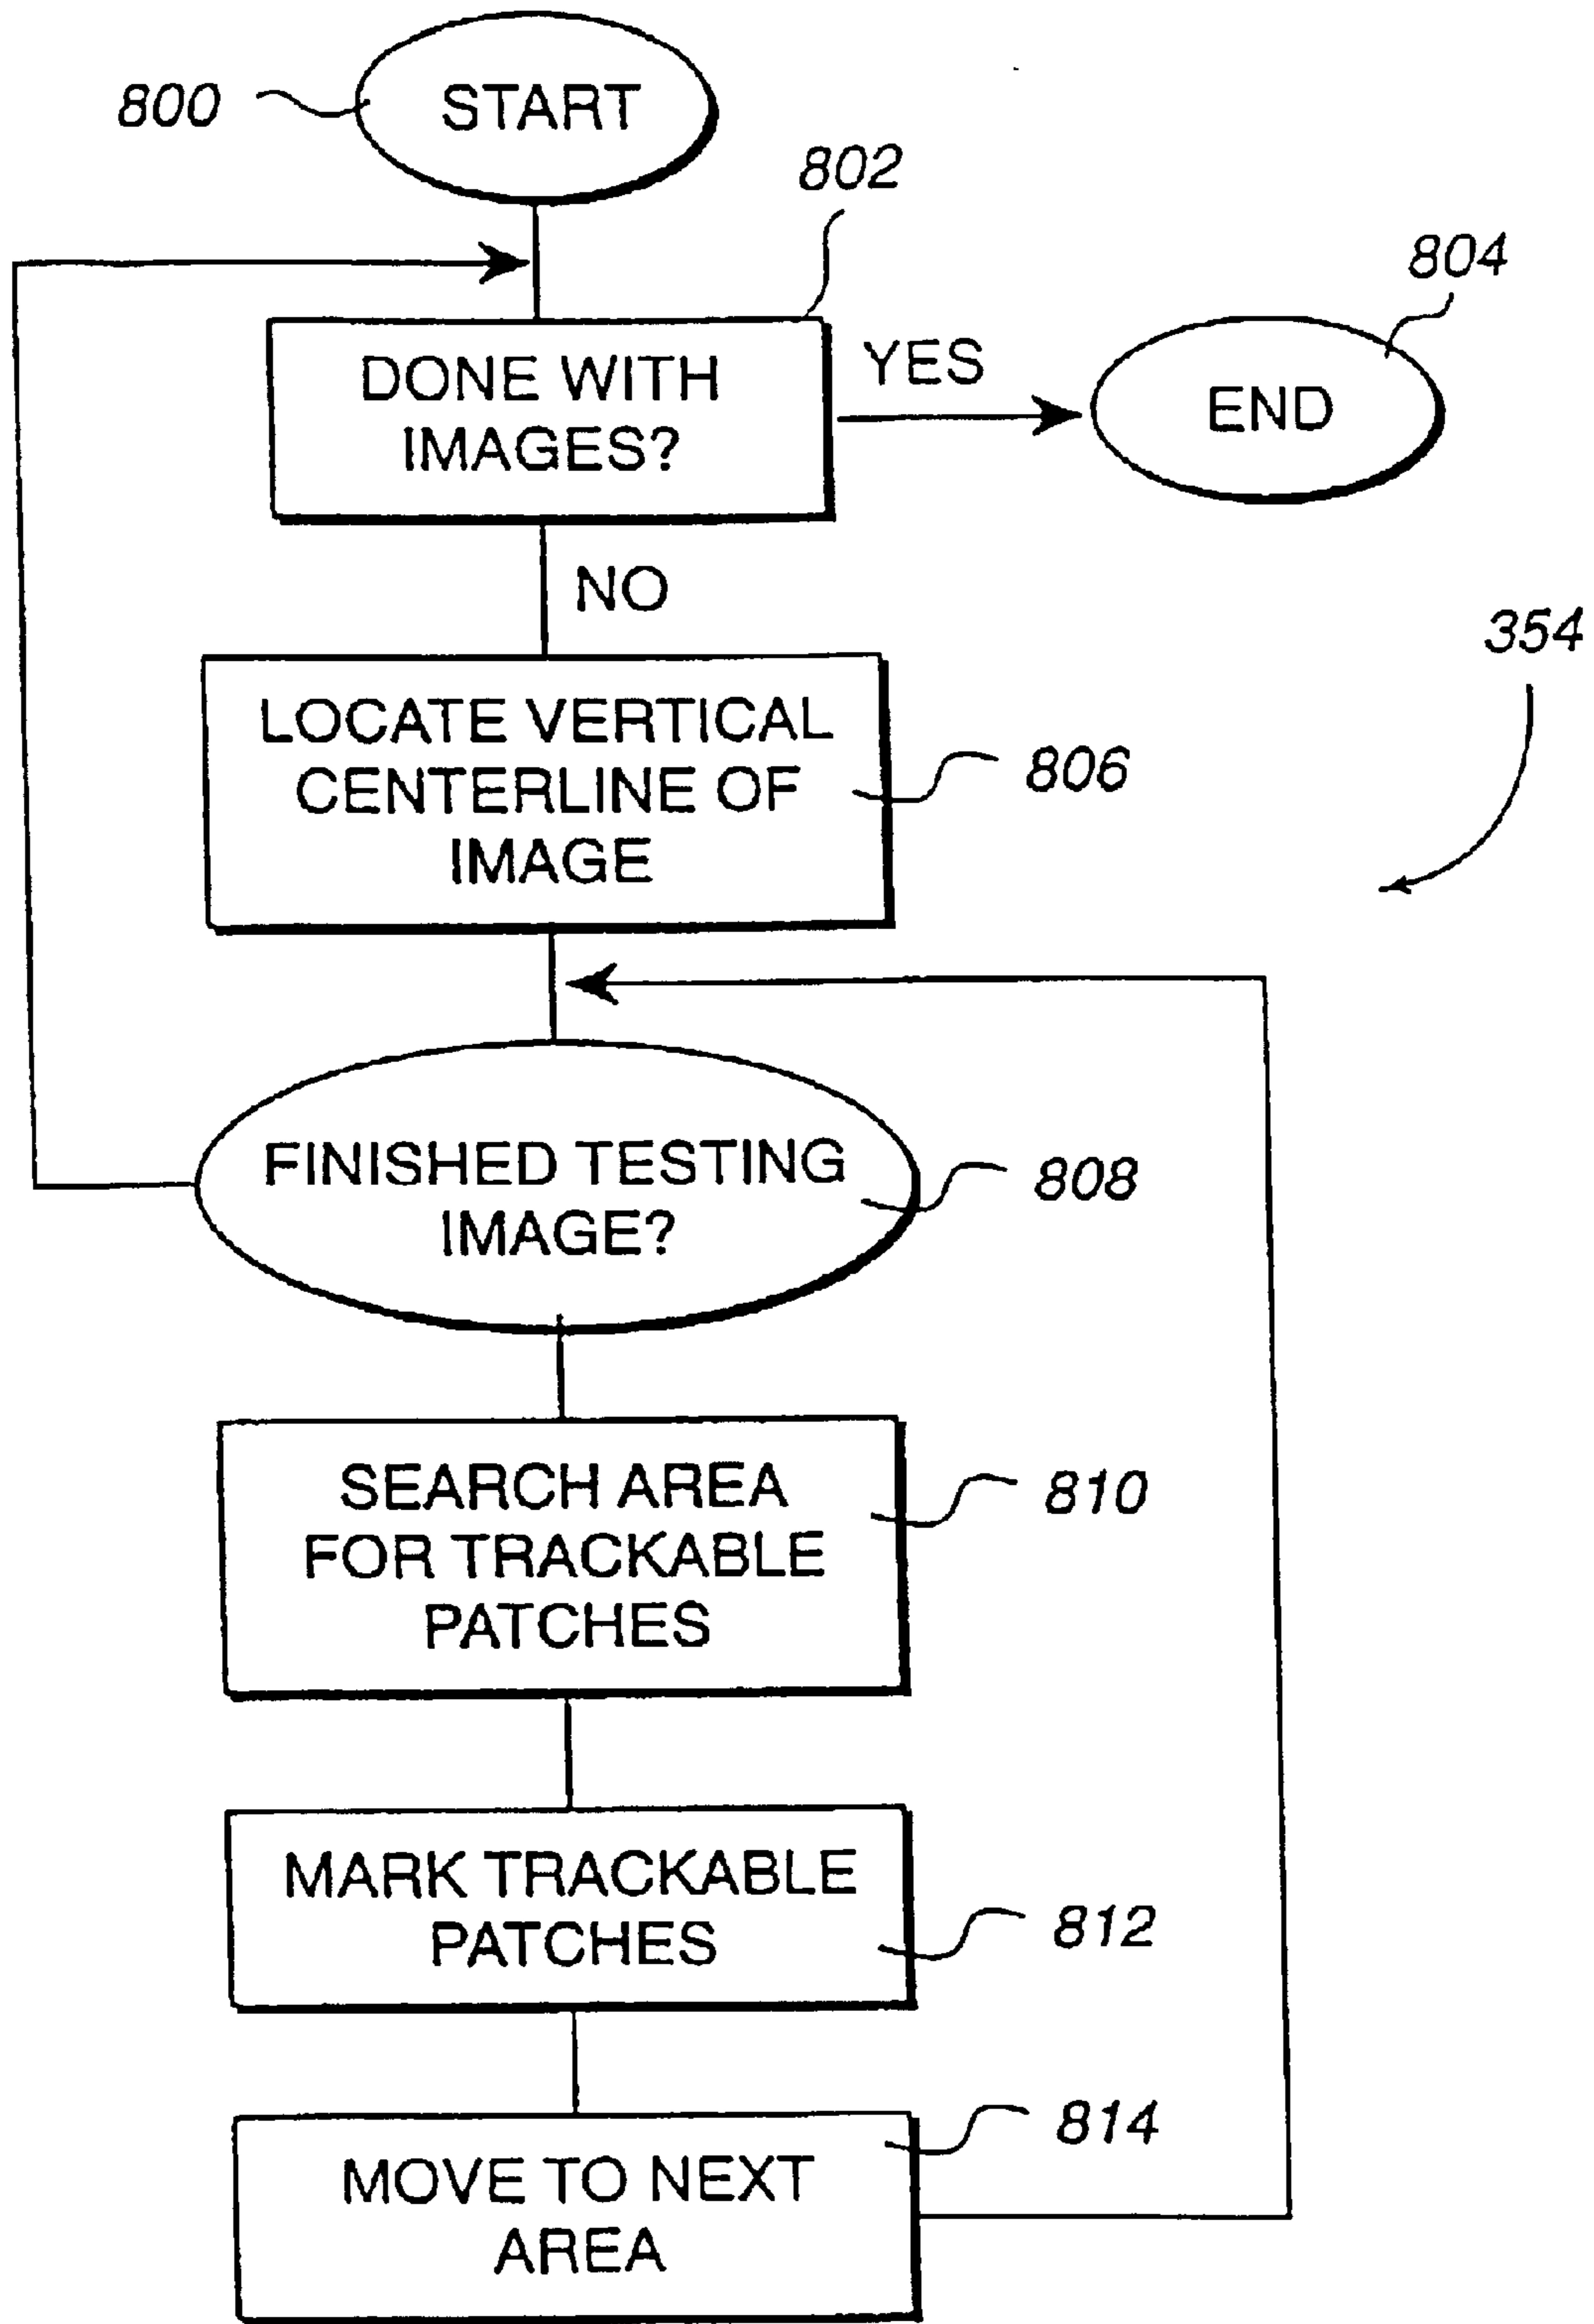 800
START
802
804
DONE WITH
IMAGES?
YES
END
NO
354
LOCATE VERTICAL
CENTERLINE OF
IMAGE
806
FINISHED TESTING
IMAGE?
808
SEARCH AREA
FOR TRACKABLE
PATCHES
810
MARK TRACKABLE
PATCHES
812
MOVE TO NEXT
AREA
814